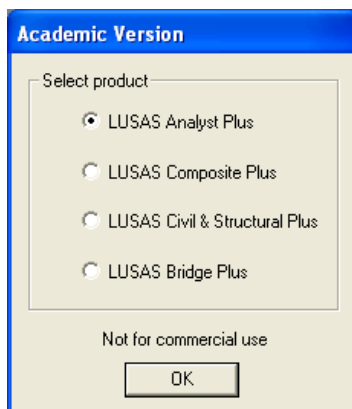 Academic Version
Select product
LUSAS Analyst Plus
LUSAS Composite Plus
LUSAS Civil & Structural Plus
LUSAS Bridge Plus
Not for commercial use
OK